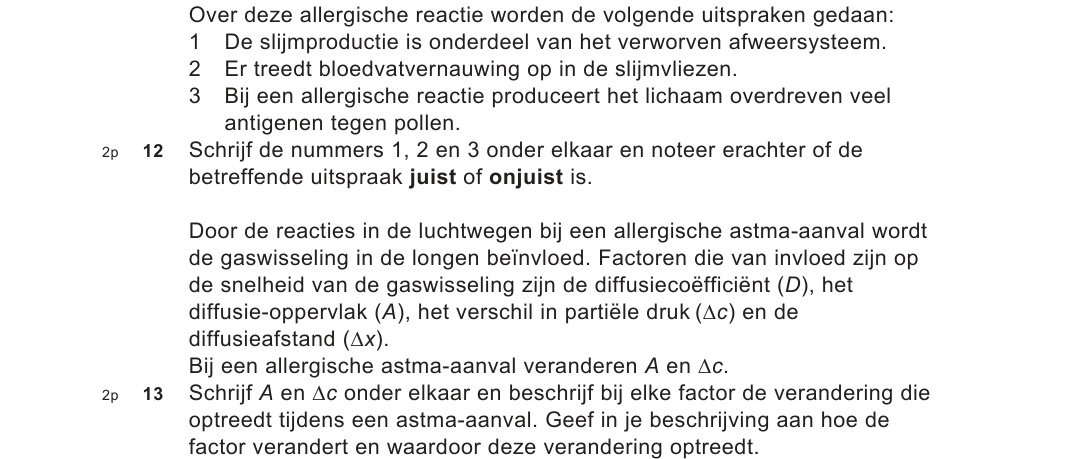 Over deze allergische reactie worden de volgende uitspraken gedaan:
1 De slijmproductie is onderdeel van het verworven afweersysteem.
2 Er treedt bloedvatvernauwing op in de slijmvliezen.
3 Bij een allergische reactie produceert het lichaam overdreven veel
antigenen tegen pollen.
2p 12 Schrijf de nummers 1, 2 en 3 onder elkaar en noteer erachter of de
betreffende uitspraak juist of onjuist is.
Door de reacties in de luchtwegen bij een allergische astma-aanval wordt
de gaswisseling in de longen beïnvloed. Factoren die van invloed zijn op
de snelheid van de gaswisseling zijn de diffusiecoëfficiënt (D), het
diffusie-oppervlak (A), het verschil in partiële druk (∆c) en de
diffusieafstand (∆x).
Bij een allergische astma-aanval veranderen A en ∆c.
2p 13 Schrijf A en ∆c onder elkaar en beschrijf bij elke factor de verandering die
optreedt tijdens een astma-aanval. Geef in je beschrijving aan hoe de
factor verandert en waardoor deze verandering optreedt.